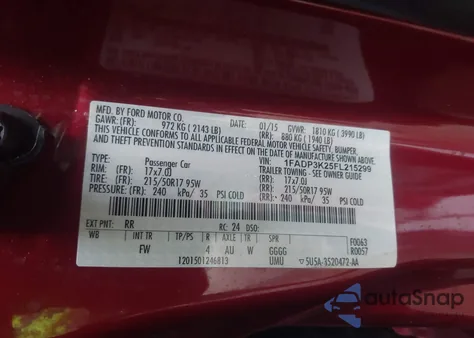 MFD. BY FORD MOTOR CO.
DATE: 01/15 GVWR: 1810 KG ( 3990 LB)
GAWR: (FR): 972 KG ( 2143 LB) (RR): 880 KG ( 1940 LB)
THIS VEHICLE CONFORMS TO ALL APPLICABLE FEDERAL MOTOR VEHICLE SAFETY, BUMPER,
AND THEFT PREVENTION STANDARDS IN EFFECT ON THE DATE OF MANUFACTURE SHOWN ABOVE.
VIN: 1FADP3K25FL215299
TYPE: Passenger Car TRAILER TOWING - SEE OWNER GUIDE
RIM: (FR): 17x7.0J (RR): 17x7.0J
TIRE: (FR): 215/50R17 95W (RR): 215/50R17 95W
PRESSURE: (FR): 240 kPa/ 35 PSI COLD (RR): 240 kPa/ 35 PSI COLD
EXT PNT: RR RC: 24 DSO: F0063
WB INT TR TP/PS R AXLE TR SPR R0057
FW 4 AU W GGGG
1201501246813 UMU ▽ 5U5A-3520472-AA
AutoSnap